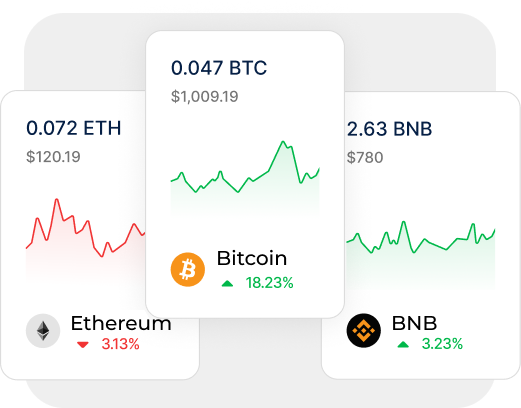 0.047 BTC
$1,009.19
Bitcoin
18.23%
0.072 ETH
$120.19
Ethereum
3.13%
2.63 BNB
$780
BNB
3.23%